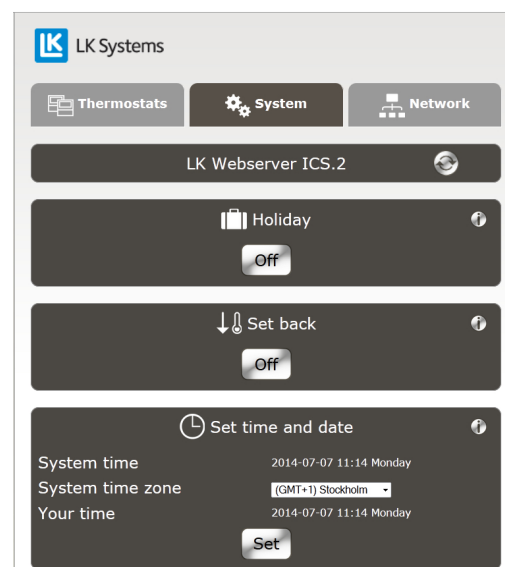 LK LK Systems
Thermostats System Network
LK Webserver ICS.2
Holiday
Off
Set back
Off
Set time and date
System time 2014-07-07 11:14 Monday
System time zone (GMT+1) Stockholm
Your time 2014-07-07 11:14 Monday
Set